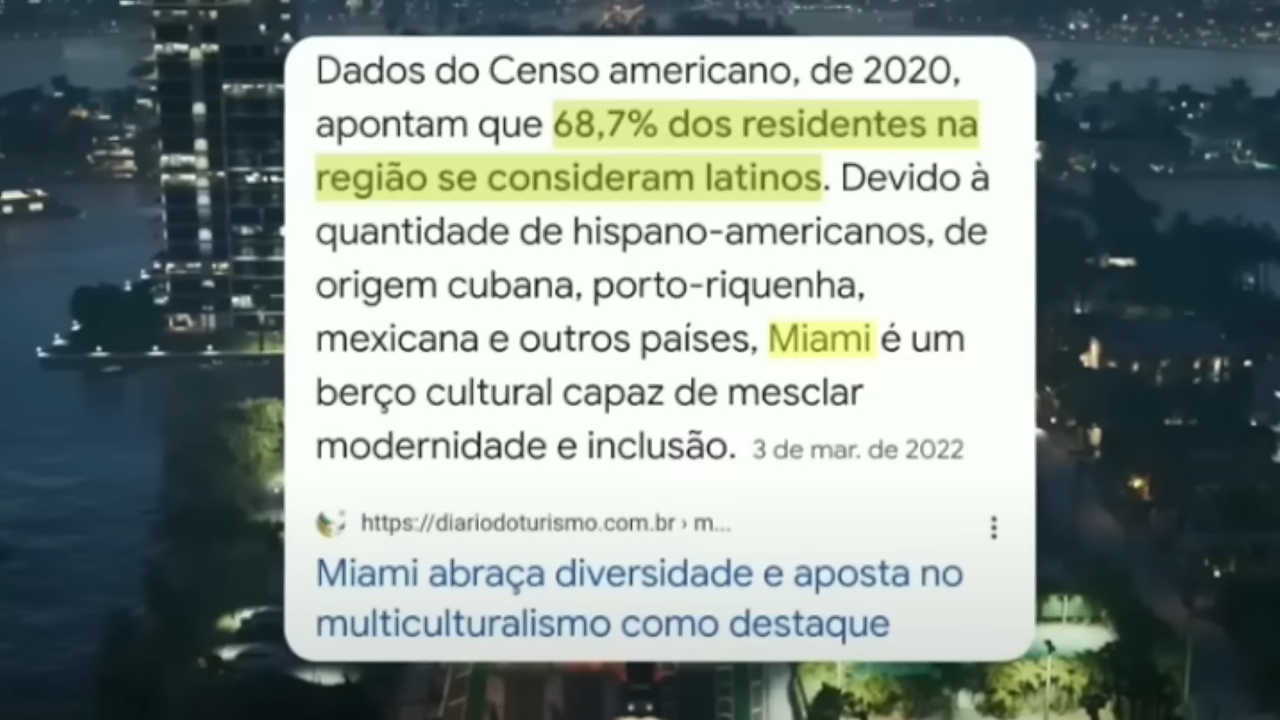 Dados do Censo americano, de 2020,
apontam que 68,7% dos residentes na
região se consideram latinos. Devido à
quantidade de hispano-americanos, de
origem cubana, porto-riquenha,
mexicana e outros países, Miami é um
berço cultural capaz de mesclar
modernidade e inclusão. 3 de mar. de 2022
https://diariodoturismo.com.br › m...
Miami abraça diversidade e aposta no
multiculturalismo como destaque